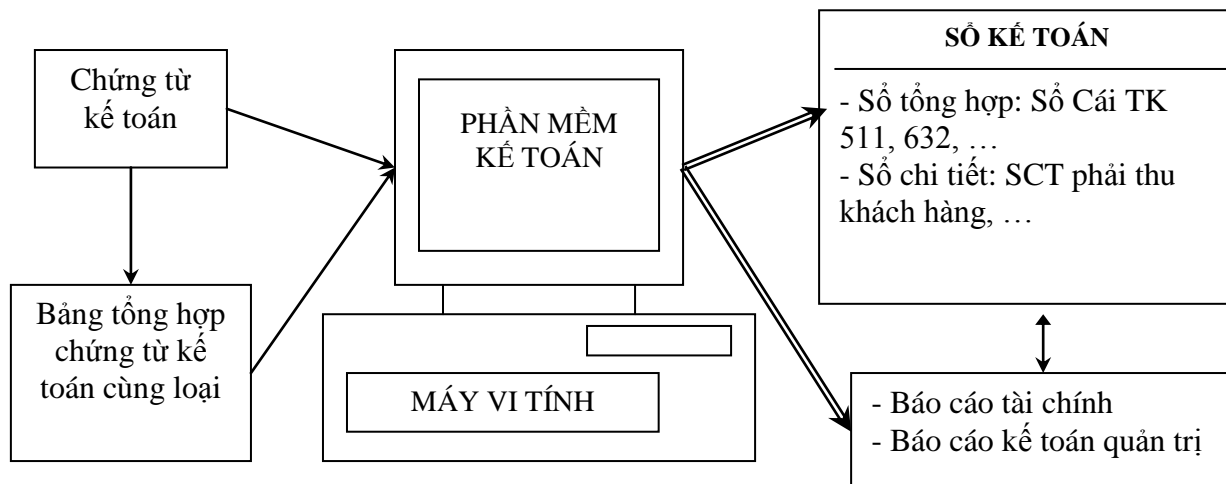 Chứng từ
kế toán
Bảng tổng hợp
chứng từ kế
toán cùng loại
PHẦN MỀM
KẾ TOÁN
MÁY VI TÍNH
SỔ KẾ TOÁN
- Sổ tổng hợp: Sổ Cái TK
511, 632, …
- Sổ chi tiết: SCT phải thu
khách hàng, …
- Báo cáo tài chính
- Báo cáo kế toán quản trị